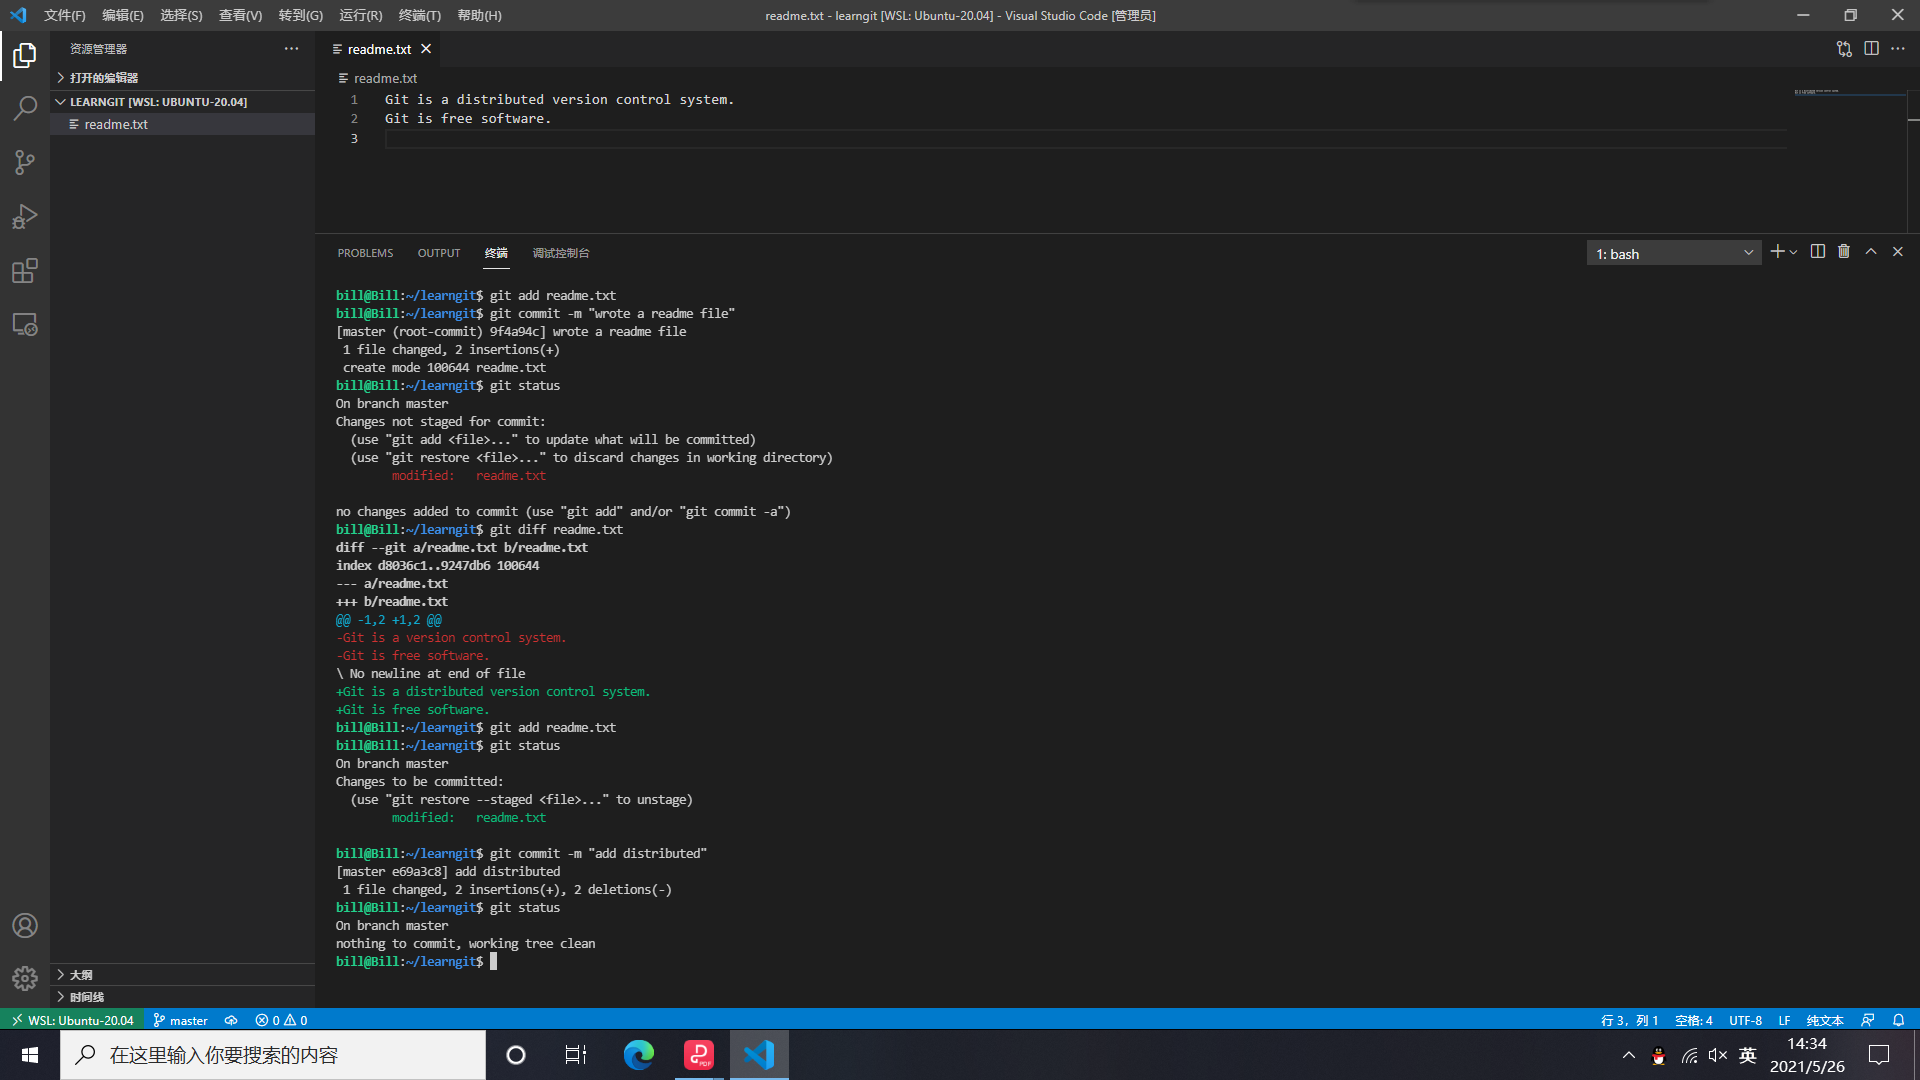 文件(F) 编辑(E) 选择(S) 查看(V) 转到(G) 运行(R) 终端(T) 帮助(H)
readme.txt - learngit [WSL: Ubuntu-20.04] - Visual Studio Code [管理员]
资源管理器
打开的编辑器
LEARNGIT [WSL: UBUNTU-20.04]
readme.txt
readme.txt
readme.txt
1 Git is a distributed version control system.
2 Git is free software.
3
PROBLEMS OUTPUT 终端 调试控制台
1: bash
bill@Bill:~/learngit$ git add readme.txt
bill@Bill:~/learngit$ git commit -m "wrote a readme file"
[master (root-commit) 9f4a94c] wrote a readme file
 1 file changed, 2 insertions(+)
 create mode 100644 readme.txt
bill@Bill:~/learngit$ git status
On branch master
Changes not staged for commit:
  (use "git add <file>..." to update what will be committed)
  (use "git restore <file>..." to discard changes in working directory)
        modified:   readme.txt

no changes added to commit (use "git add" and/or "git commit -a")
bill@Bill:~/learngit$ git diff readme.txt
diff --git a/readme.txt b/readme.txt
index d8036c1..9247db6 100644
--- a/readme.txt
+++ b/readme.txt
@@ -1,2 +1,2 @@
-Git is a version control system.
-Git is free software.
\ No newline at end of file
+Git is a distributed version control system.
+Git is free software.
bill@Bill:~/learngit$ git add readme.txt
bill@Bill:~/learngit$ git status
On branch master
Changes to be committed:
  (use "git restore --staged <file>..." to unstage)
        modified:   readme.txt

bill@Bill:~/learngit$ git commit -m "add distributed"
[master e69a3c8] add distributed
 1 file changed, 2 insertions(+), 2 deletions(-)
bill@Bill:~/learngit$ git status
On branch master
nothing to commit, working tree clean
bill@Bill:~/learngit$
大纲
时间线
WSL: Ubuntu-20.04 master 0 0
行 3，列 1 空格: 4 UTF-8 LF 纯文本
在这里输入你要搜索的内容
PDF
英
14:34
2021/5/26